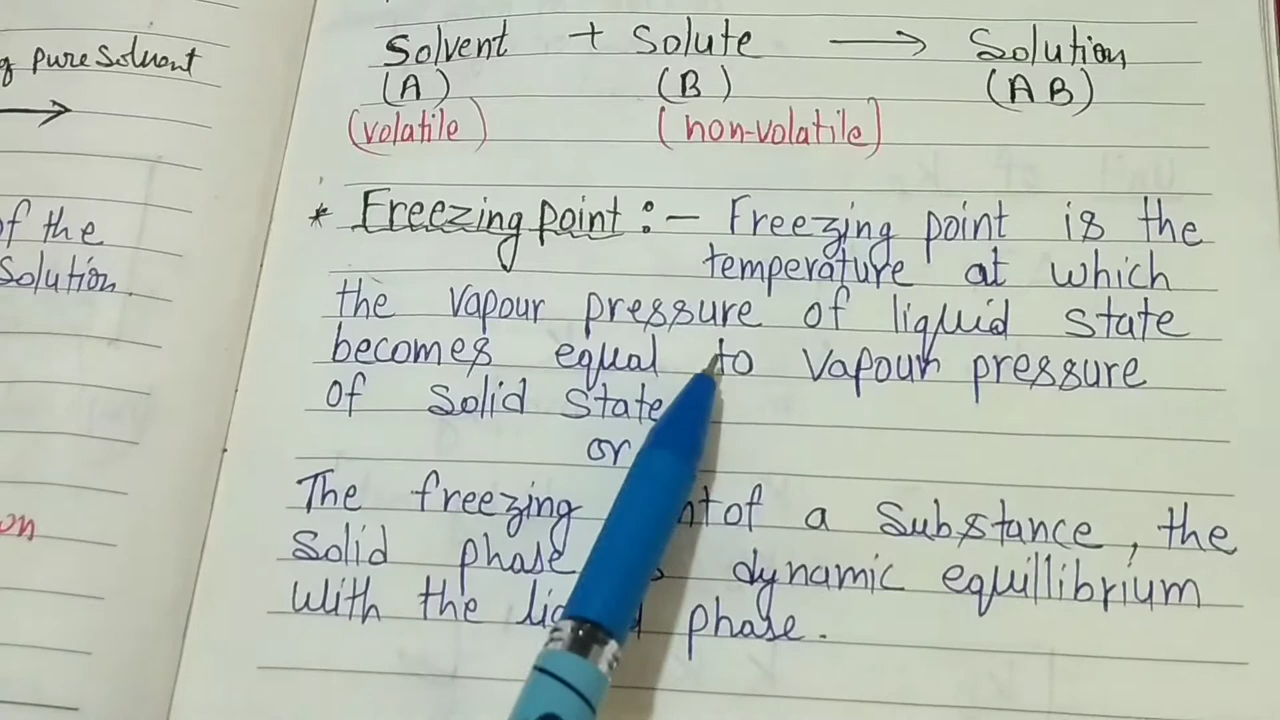 of pure Solvent
of the
Solution
on
Solvent + Solute → Solution
(A) (B) (AB)
(volatile) (non-volatile)
* Freezing point :- Freezing point is the
temperature at which
the vapour pressure of liquid state
becomes equal to vapour pressure
of solid state
or
The freezing of a substance, the
solid phase dynamic equillibrium
with the phase.